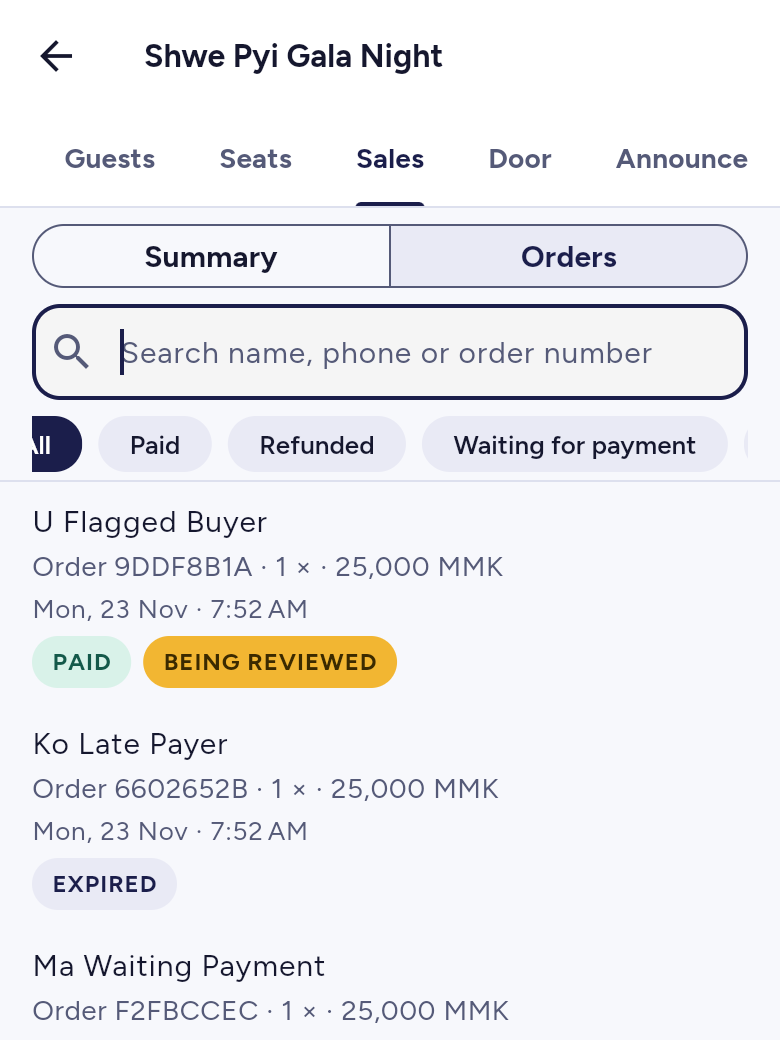 Shwe Pyi Gala Night
Guests Seats Sales Door Announce
Summary Orders
Search name, phone or order number
All Paid Refunded Waiting for payment
U Flagged Buyer
Order 9DDF8B1A · 1 × · 25,000 MMK
Mon, 23 Nov · 7:52 AM
PAID BEING REVIEWED
Ko Late Payer
Order 6602652B · 1 × · 25,000 MMK
Mon, 23 Nov · 7:52 AM
EXPIRED
Ma Waiting Payment
Order F2FBCCEC · 1 × · 25,000 MMK